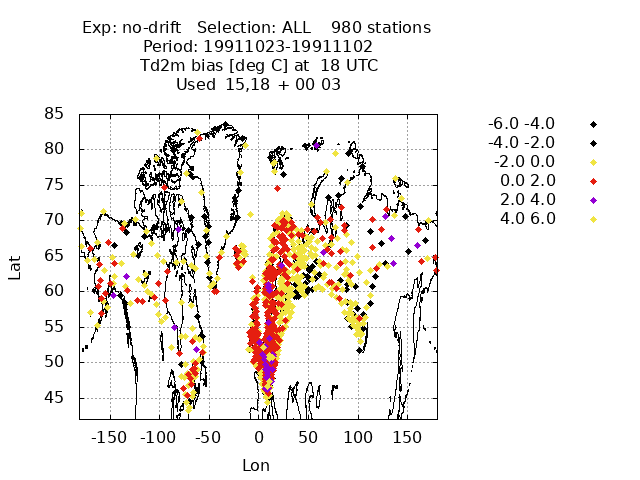 Exp: no-drift   Selection: ALL    980 stations
Period: 19911023-19911102
Td2m bias [deg C] at  18 UTC
Used  15,18 + 00 03
85
80
75
70
65
60
55
50
45
Lat
-150 -100 -50 0 50 100 150
Lon
-6.0 -4.0
-4.0 -2.0
-2.0 0.0
0.0 2.0
2.0 4.0
4.0 6.0